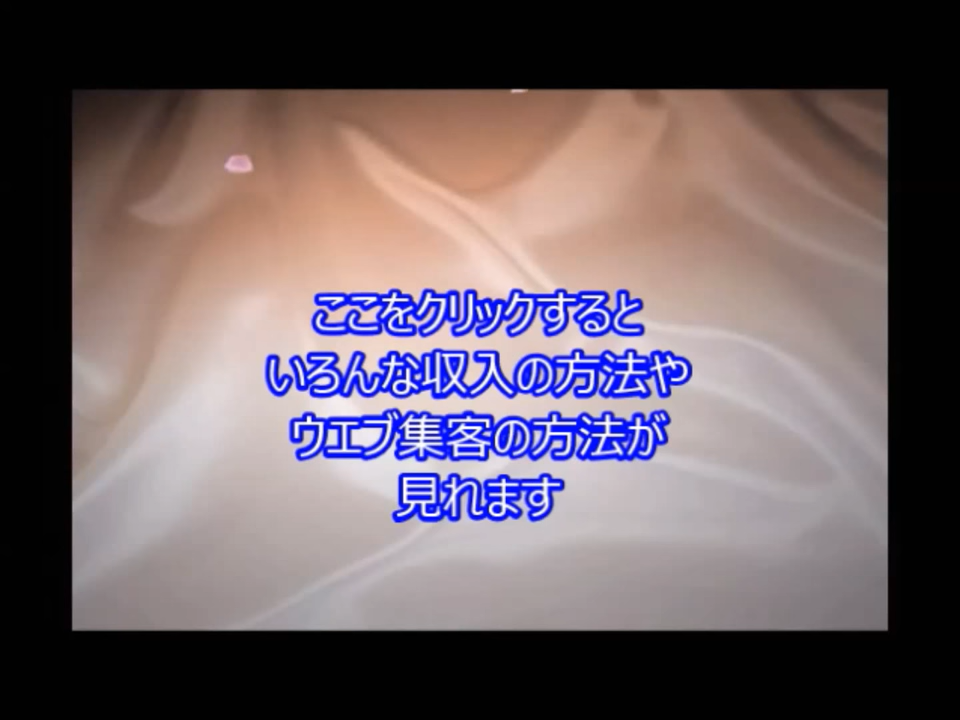 ここをクリックすると
いろんな収入の方法や
ウエブ集客の方法が
見れます